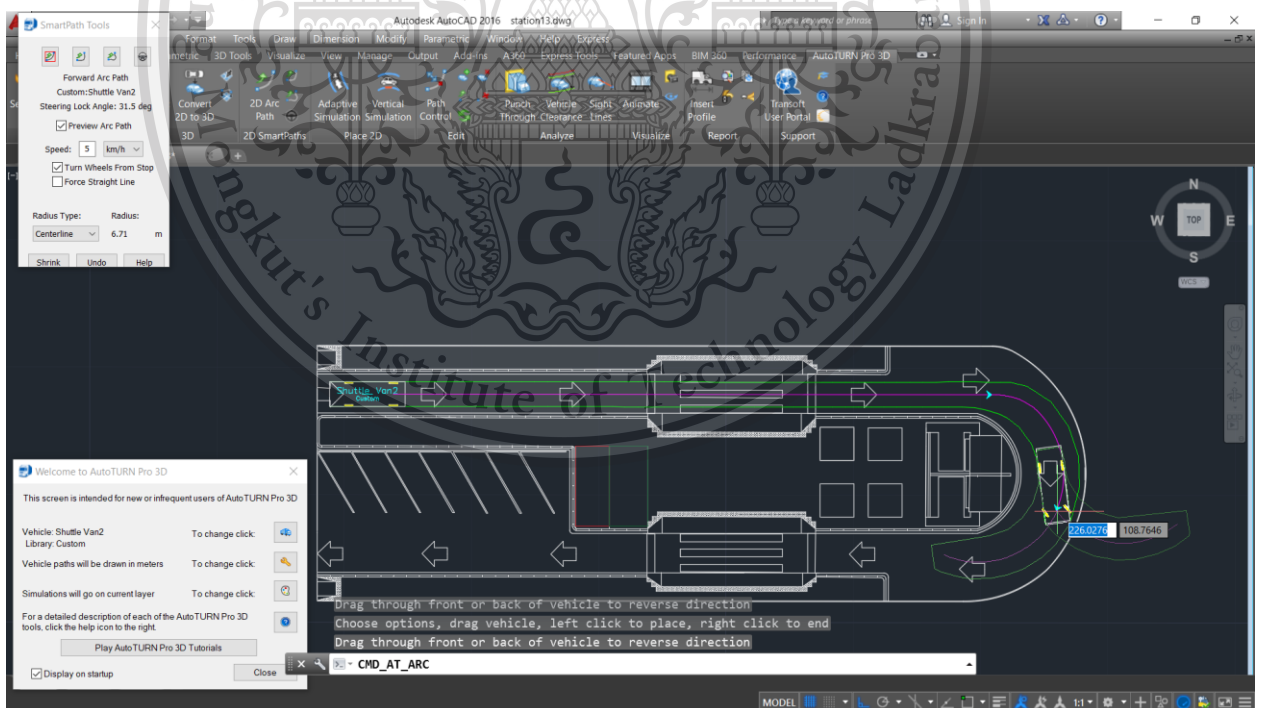 SmartPath Tools
Forward Arc Path
Custom:Shuttle Van2
Steering Lock Angle: 31.5 deg
Preview Arc Path
Speed: 5 km/h
Turn Wheels From Stop
Force Straight Line
Radius Type: Radius:
Centerline 6.71 m
Shrink Undo Help
Autodesk AutoCAD 2016 station13.dwg
Type a keyword or phrase
Sign In
Format Tools Draw Dimension Modify Parametric Window Help Express
3D Tools Visualize View Manage Output Add-ins A360 Express Tools Featured Apps BIM 360 Performance AutoTURN Pro 3D
Convert 2D to 3D
2D Arc Path
Adaptive Simulation
Vertical Simulation
Path Control
Punch Through
Vehicle Clearance
Sight Lines
Animate
Insert Profile
Transoft User Portal
3D 2D SmartPaths Place 2D Edit Analyze Visualize Report Support
Institute of Technology Ladkra
N
W TOP E
S
WCS
Shuttle Van2
Custom
226.0276 108.7646
Welcome to AutoTURN Pro 3D
This screen is intended for new or infrequent users of AutoTURN Pro 3D
Vehicle: Shuttle Van2 To change click:
Library: Custom
Vehicle paths will be drawn in meters To change click:
Simulations will go on current layer To change click:
For a detailed description of each of the AutoTURN Pro 3D
tools, click the help icon to the right.
Play AutoTURN Pro 3D Tutorials
Display on startup Close
Drag through front or back of vehicle to reverse direction
Choose options, drag vehicle, left click to place, right click to end
Drag through front or back of vehicle to reverse direction
CMD_AT_ARC
MODEL 1:1